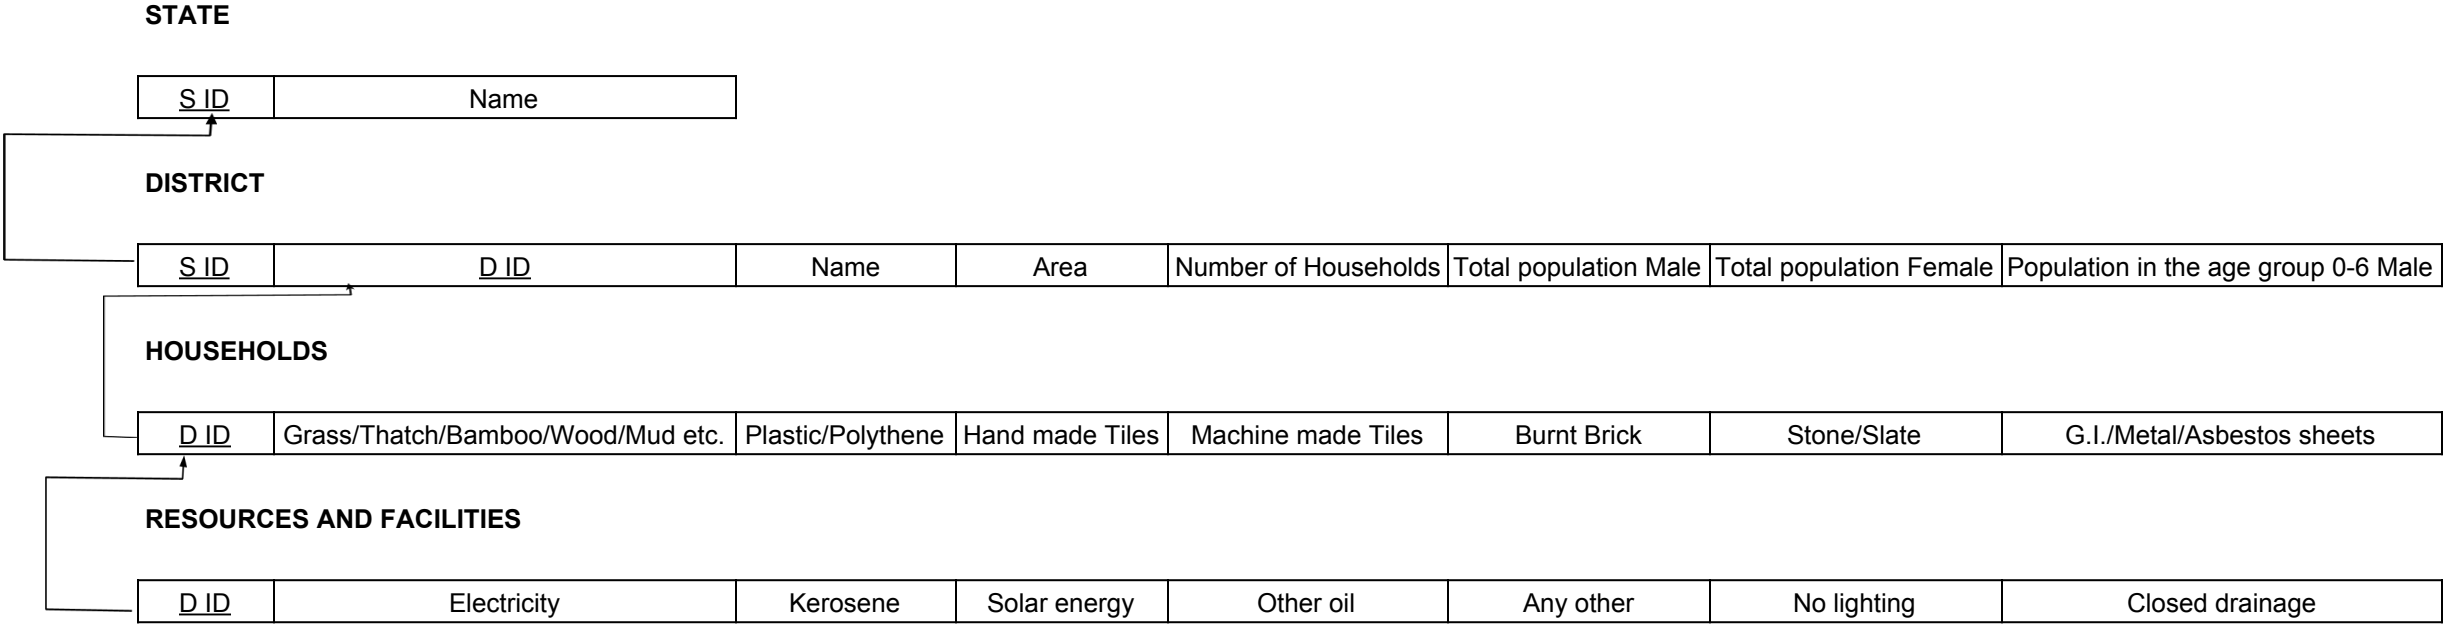 STATE
S ID Name
DISTRICT
S ID D ID Name Area Number of Households Total population Male Total population Female Population in the age group 0-6 Male
HOUSEHOLDS
D ID Grass/Thatch/Bamboo/Wood/Mud etc. Plastic/Polythene Hand made Tiles Machine made Tiles Burnt Brick Stone/Slate G.I./Metal/Asbestos sheets
RESOURCES AND FACILITIES
D ID Electricity Kerosene Solar energy Other oil Any other No lighting Closed drainage